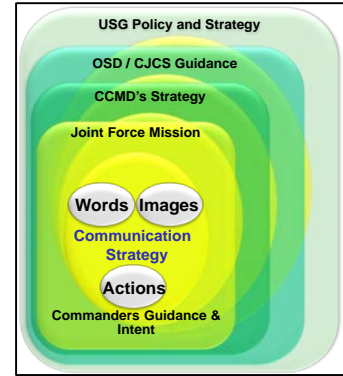 USG Policy and Strategy
OSD / CJCS Guidance
CCMD's Strategy
Joint Force Mission
Words Images
Communication
Strategy
Actions
Commanders Guidance &
Intent